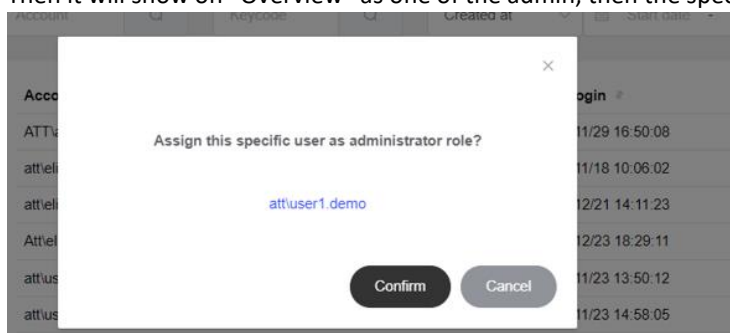 Then it will show on "Overview" as one of the admin, then the spec
Account Keycode Created at Start date -
Acco ogin
Assign this specific user as administrator role?
ATT\a 11/29 16:50:08
att\eli 11/18 10:06:02
att\user1.demo
att\eli 12/21 14:11:23
Att\el 12/23 18:29:11
att\us 11/23 13:50:12
Confirm Cancel
att\us 11/23 14:58:05